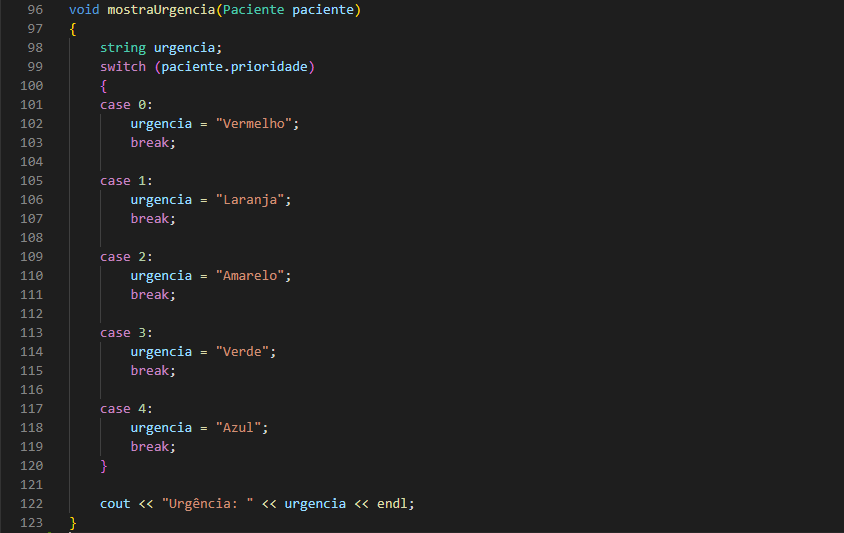 96 void mostraUrgencia(Paciente paciente)
97 {
98     string urgencia;
99     switch (paciente.prioridade)
100     {
101     case 0:
102         urgencia = "Vermelho";
103         break;
104
105     case 1:
106         urgencia = "Laranja";
107         break;
108
109     case 2:
110         urgencia = "Amarelo";
111         break;
112
113     case 3:
114         urgencia = "Verde";
115         break;
116
117     case 4:
118         urgencia = "Azul";
119         break;
120     }
121
122     cout << "Urgência: " << urgencia << endl;
123 }